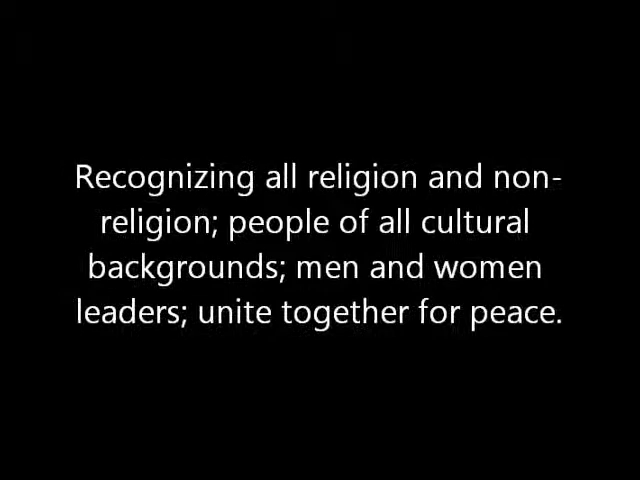 Recognizing all religion and non-
religion; people of all cultural
backgrounds; men and women
leaders; unite together for peace.